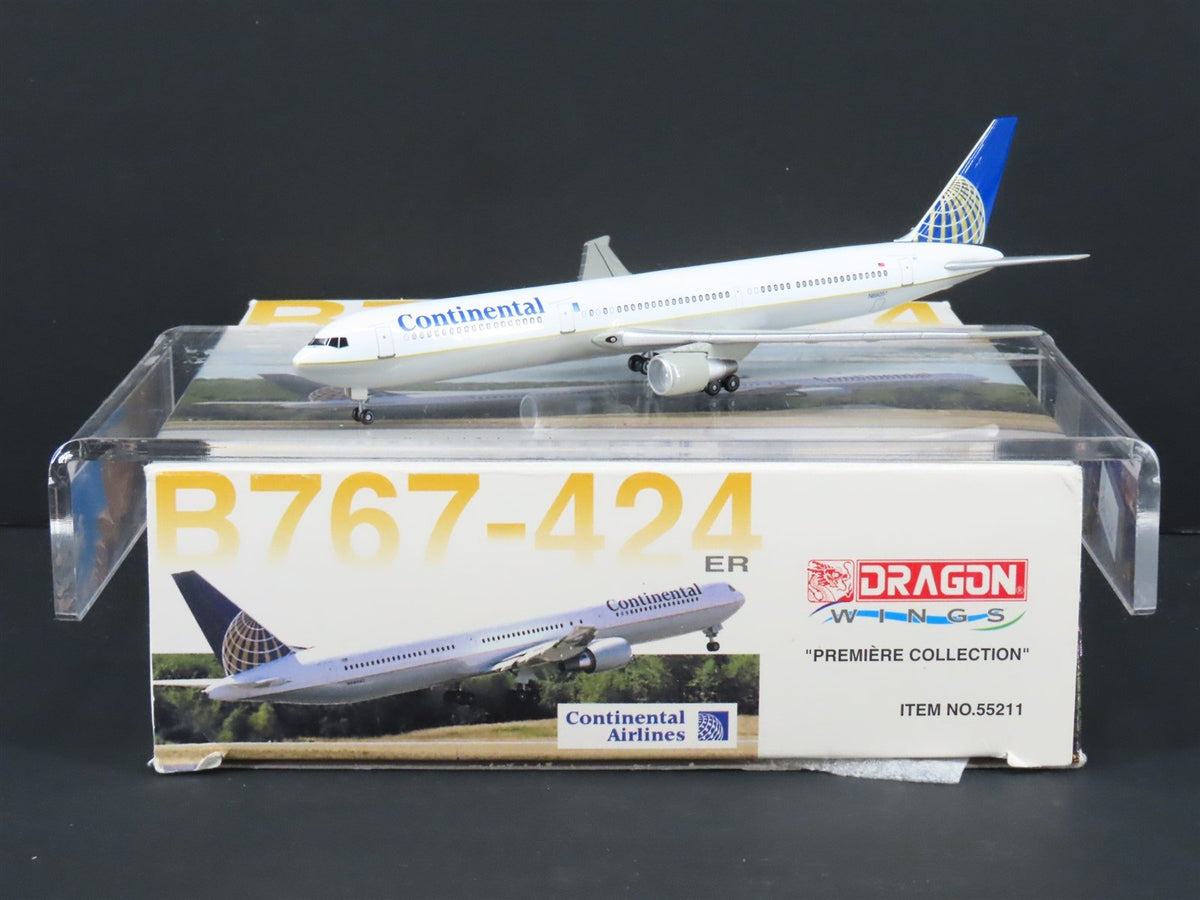 Continental
B767-424
ER
Continental
DRAGON
WINGS
"PREMIÈRE COLLECTION"
ITEM NO.55211
Continental
Airlines